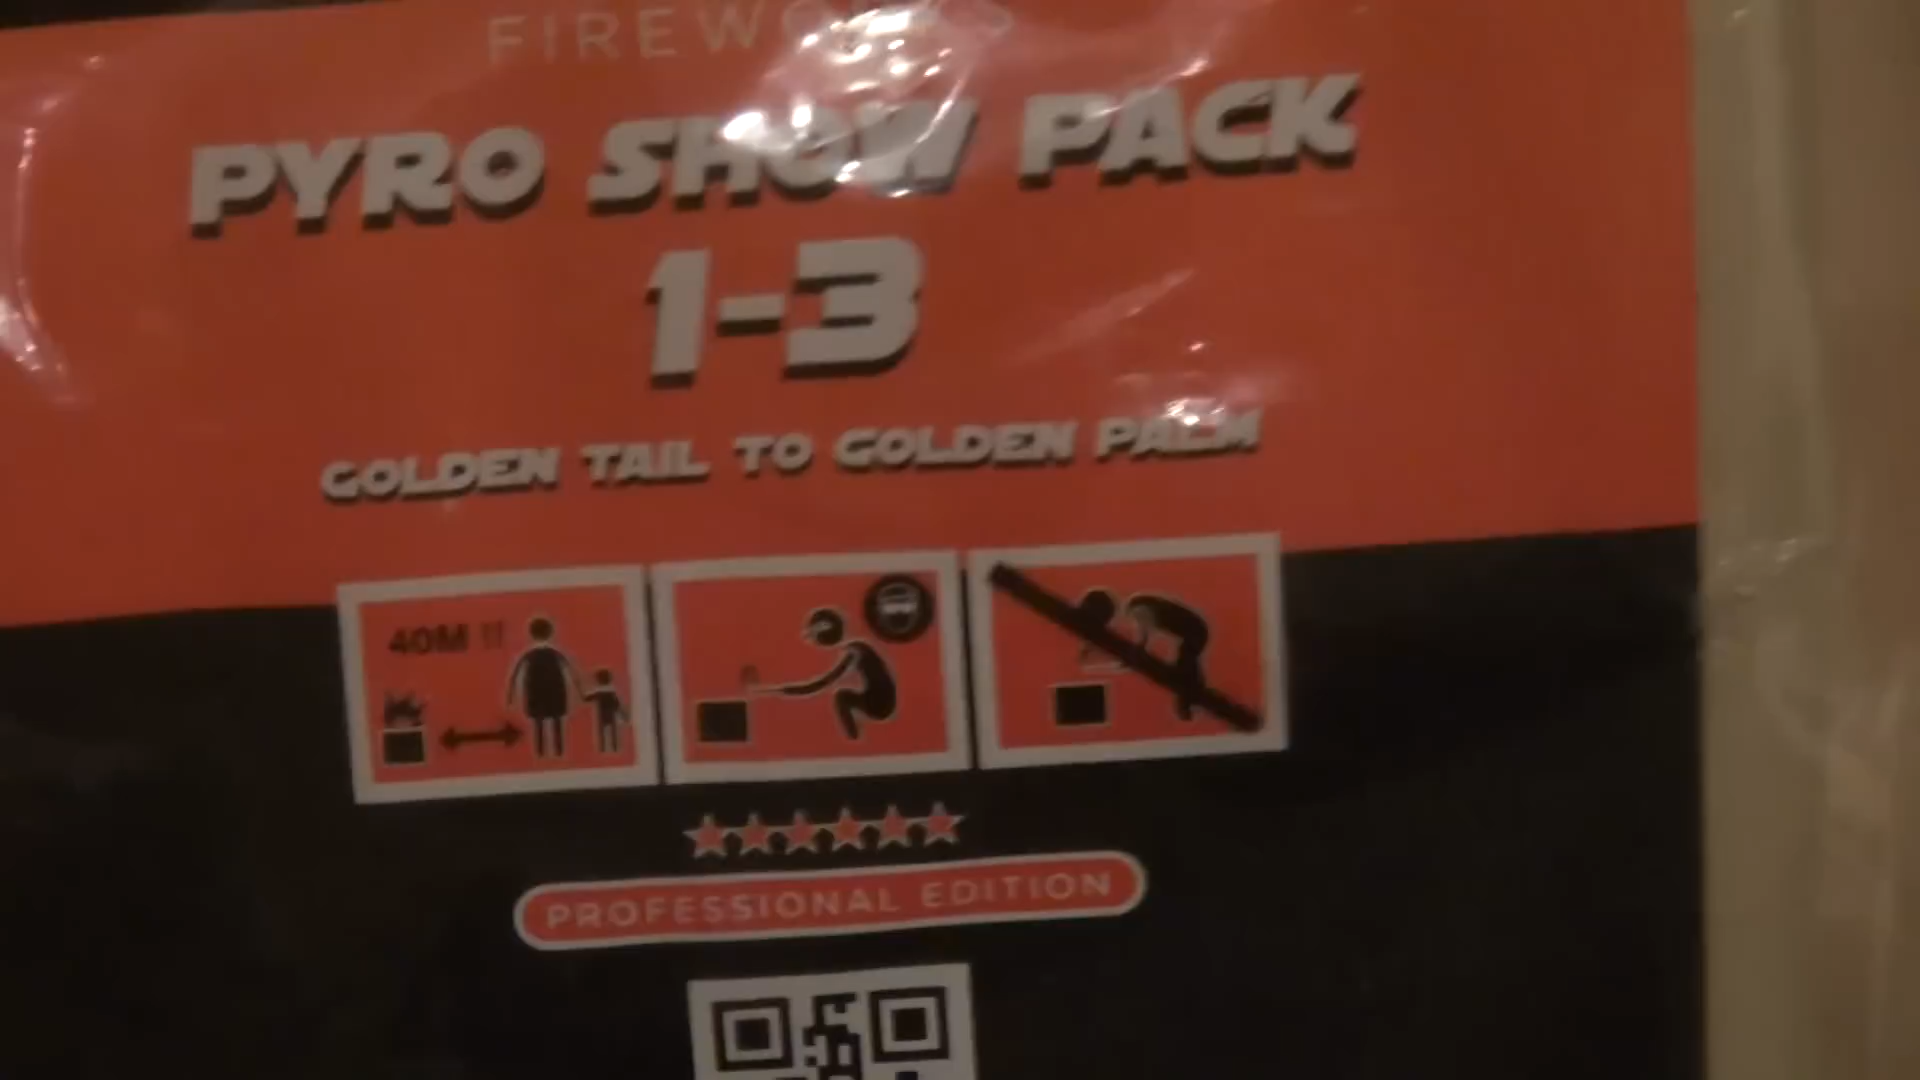 FIREWORKS
PYRO SHOW PACK
1-3
GOLDEN TAIL TO GOLDEN PALM
40M !!
PROFESSIONAL EDITION